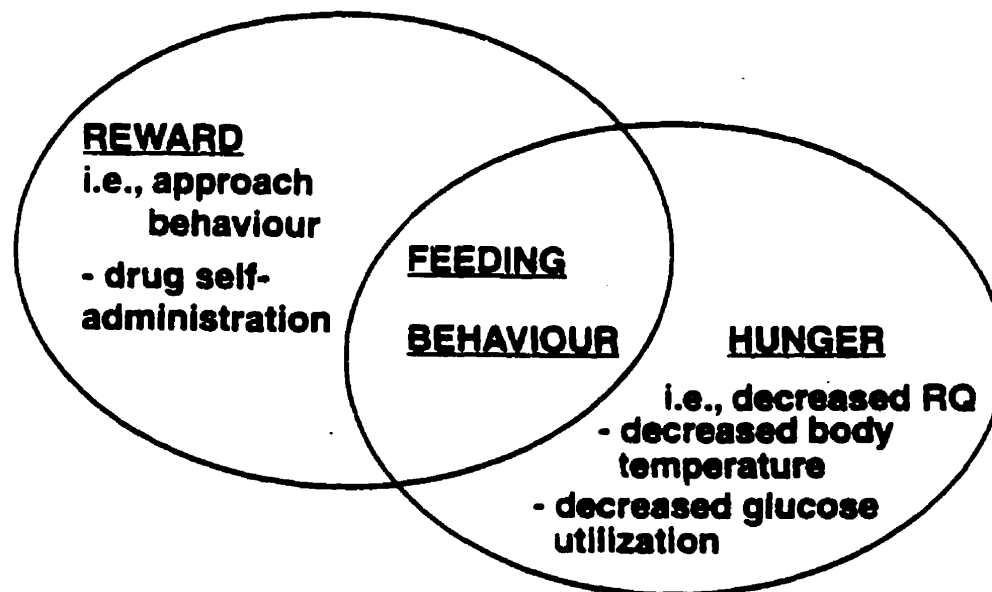 REWARD
i.e., approach
behaviour
- drug self-
administration
FEEDING
BEHAVIOUR
HUNGER
i.e., decreased RQ
- decreased body
temperature
- decreased glucose
utilization